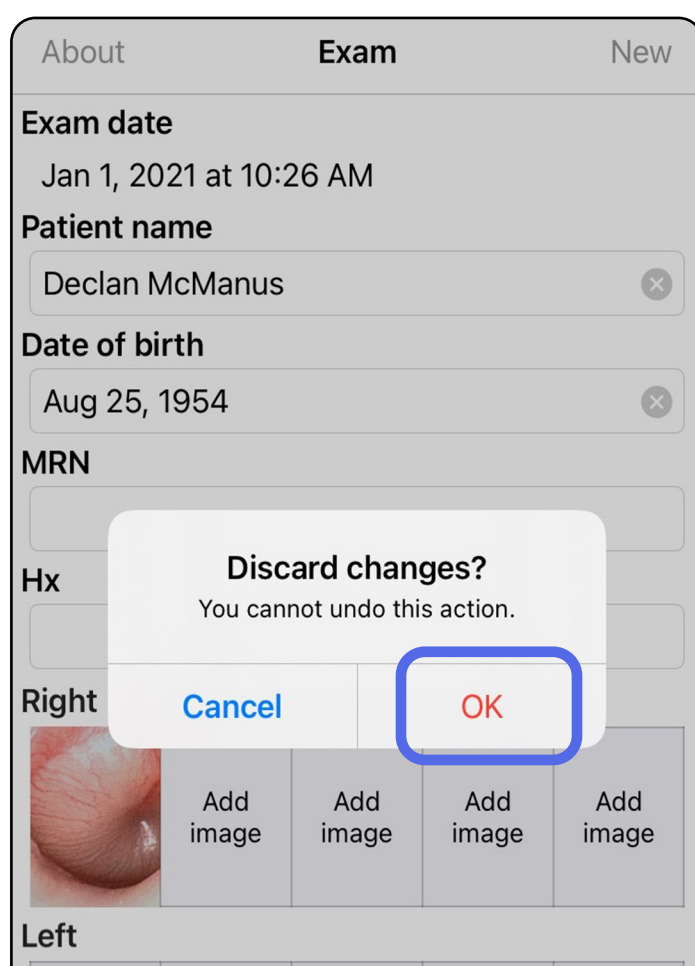 About Exam New
Exam date
Jan 1, 2021 at 10:26 AM
Patient name
Declan McManus
Date of birth
Aug 25, 1954
MRN
Discard changes?
Hx
You cannot undo this action.
Right
Cancel OK
Add image
Add image
Add image
Add image
Left